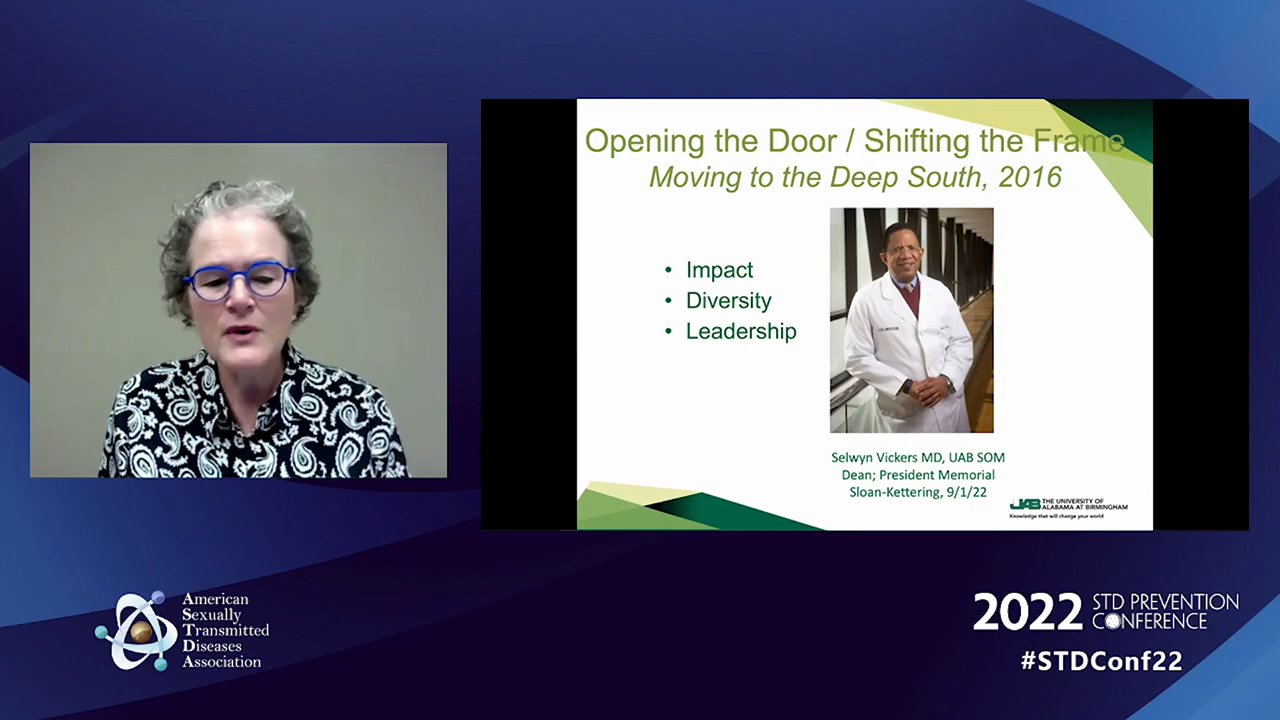 Opening the Door / Shifting the Frame
Moving to the Deep South, 2016
• Impact
• Diversity
• Leadership
Selwyn Vickers MD, UAB SOM
Dean; President Memorial
Sloan-Kettering, 9/1/22
UAB THE UNIVERSITY OF
ALABAMA AT BIRMINGHAM
Knowledge that will change your world
American
Sexually
Transmitted
Diseases
Association
2022 STD PREVENTION
CONFERENCE
#STDConf22